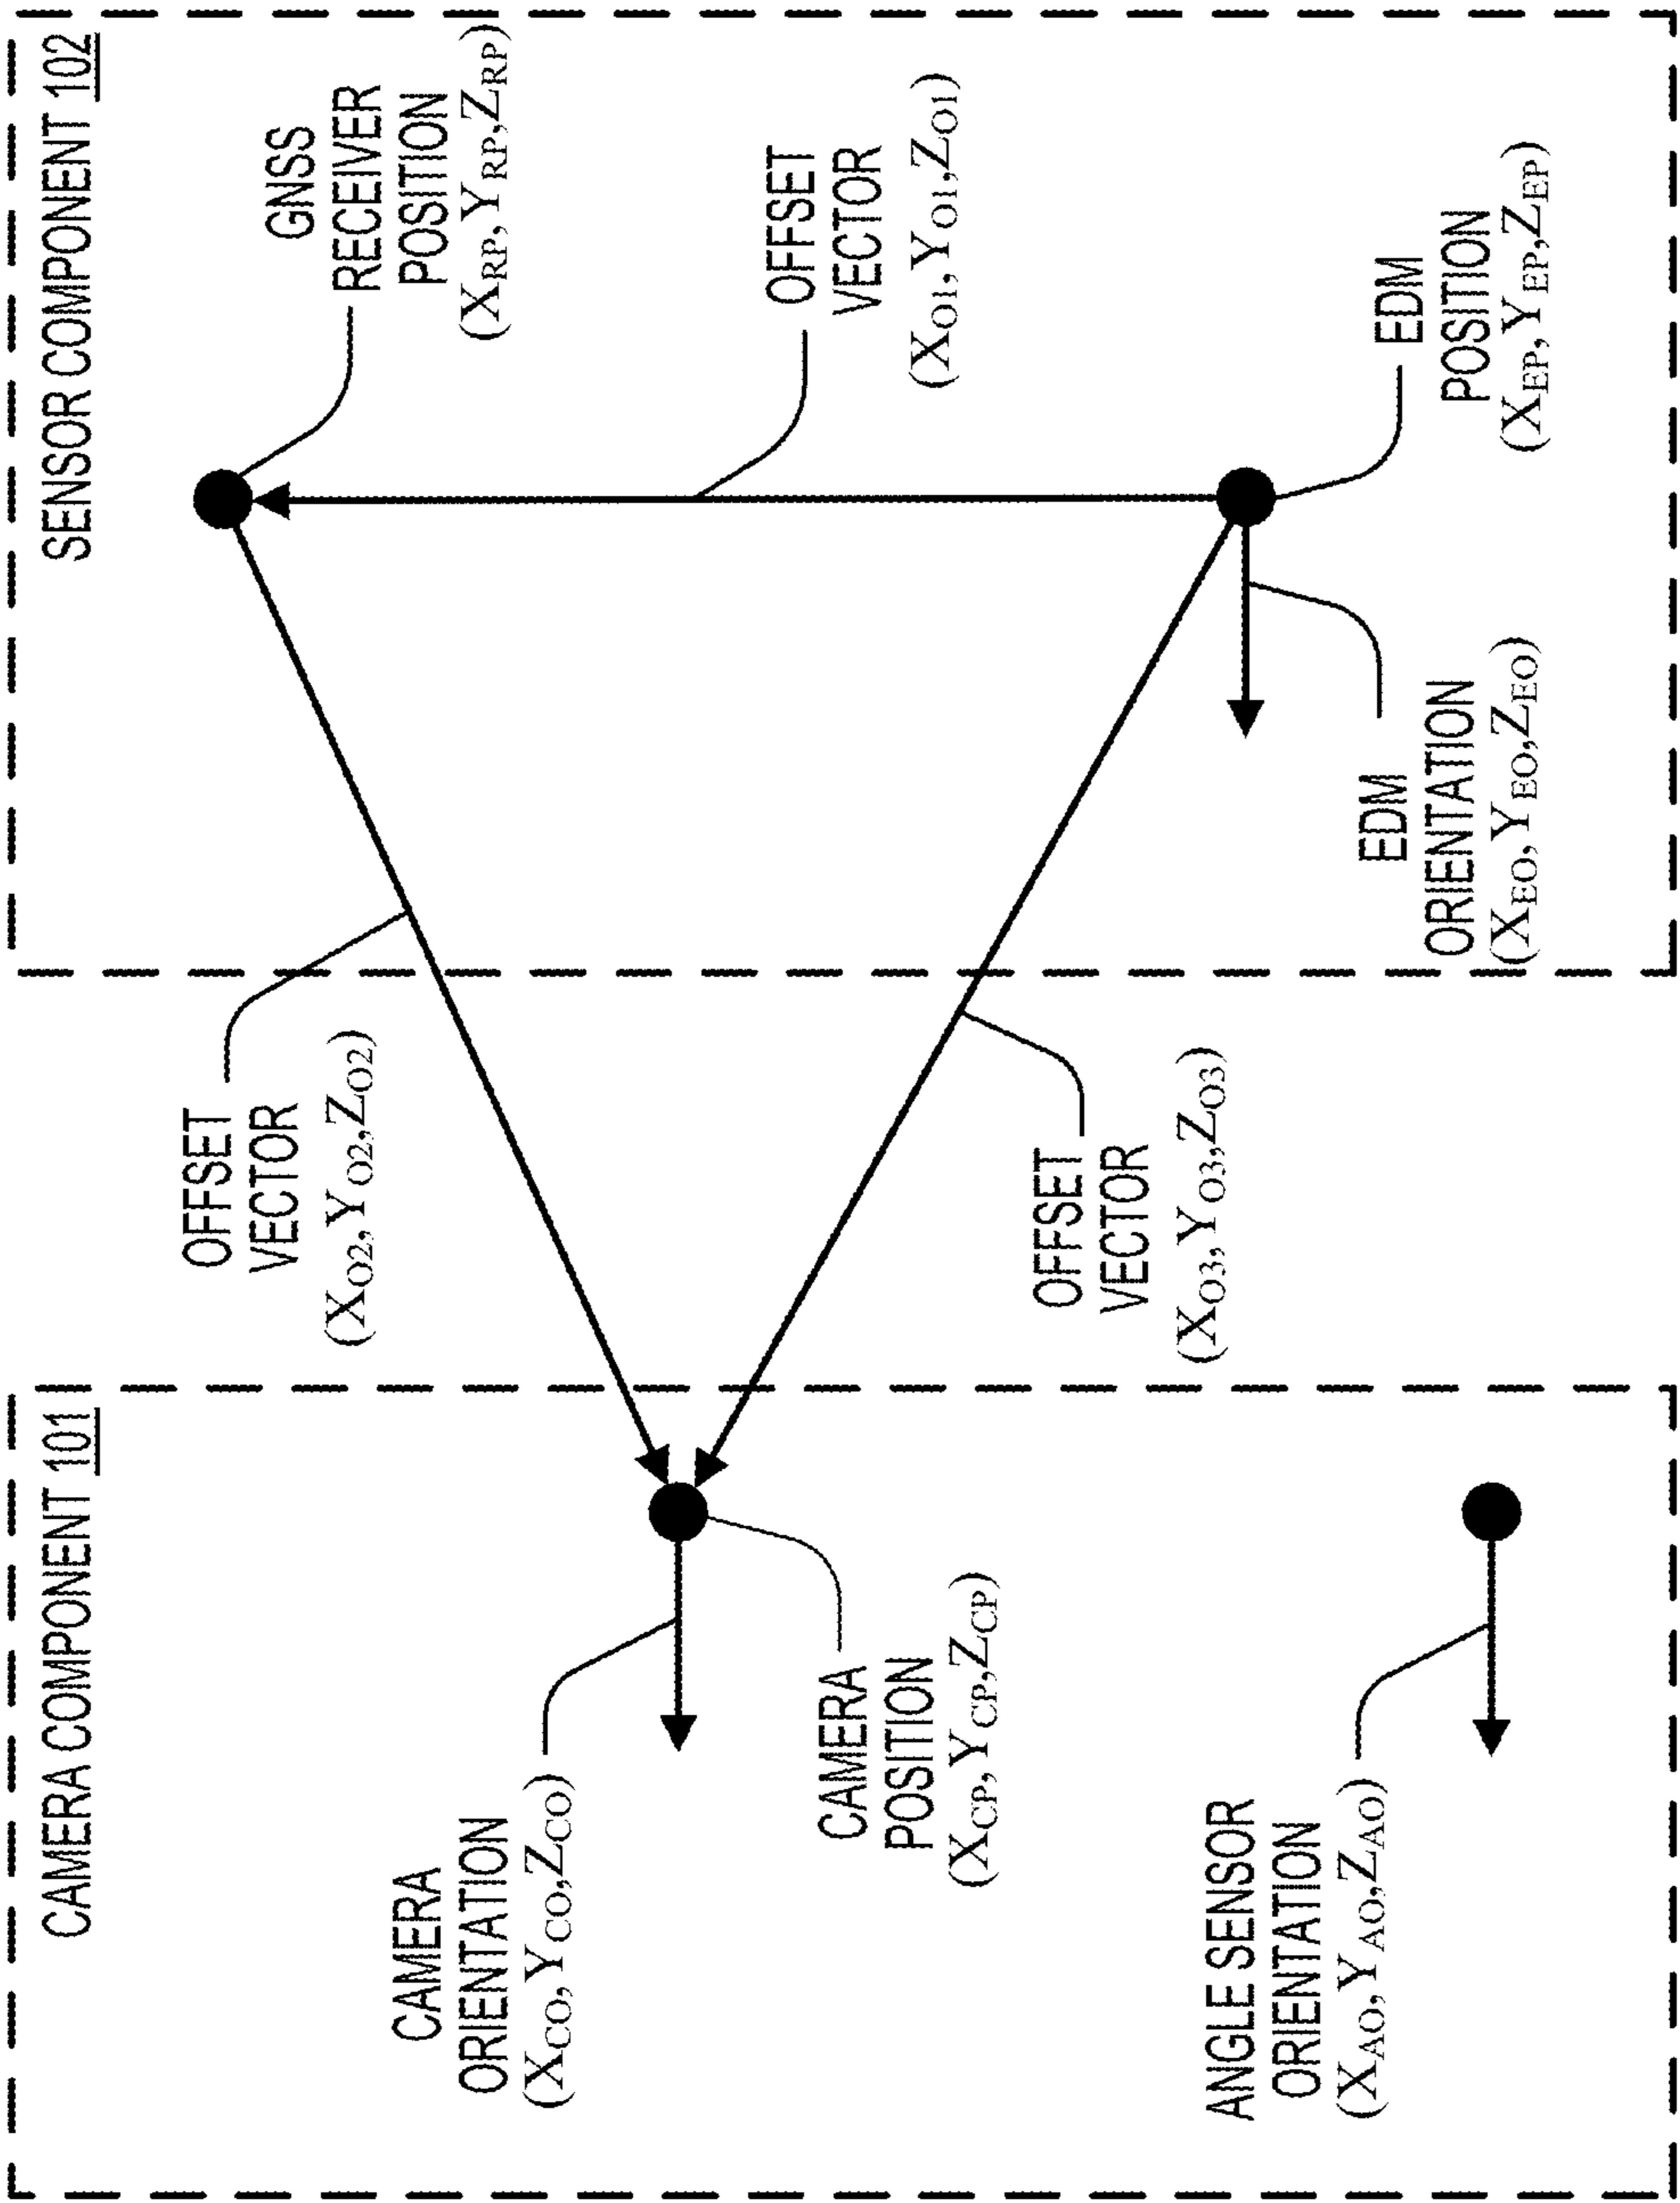 CAMERA COMPONENT 101
CAMERA
ORIENTATION
(XCO,YCO,ZCO)
CAMERA
POSITION
(XCP,YCP,ZCP)
ANGLE SENSOR
ORIENTATION
(XAO,YAO,ZAO)
OFFSET
VECTOR
(XO2,YO2,ZO2)
OFFSET
VECTOR
(XO3,YO3,ZO3)
SENSOR COMPONENT 102
GNSS
RECEIVER
POSITION
(XRP,YRP,ZRP)
OFFSET
VECTOR
(XO1,YO1,ZO1)
EDM
POSITION
(XEP,YEP,ZEP)
EDM
ORIENTATION
(XEO,YEO,ZEO)